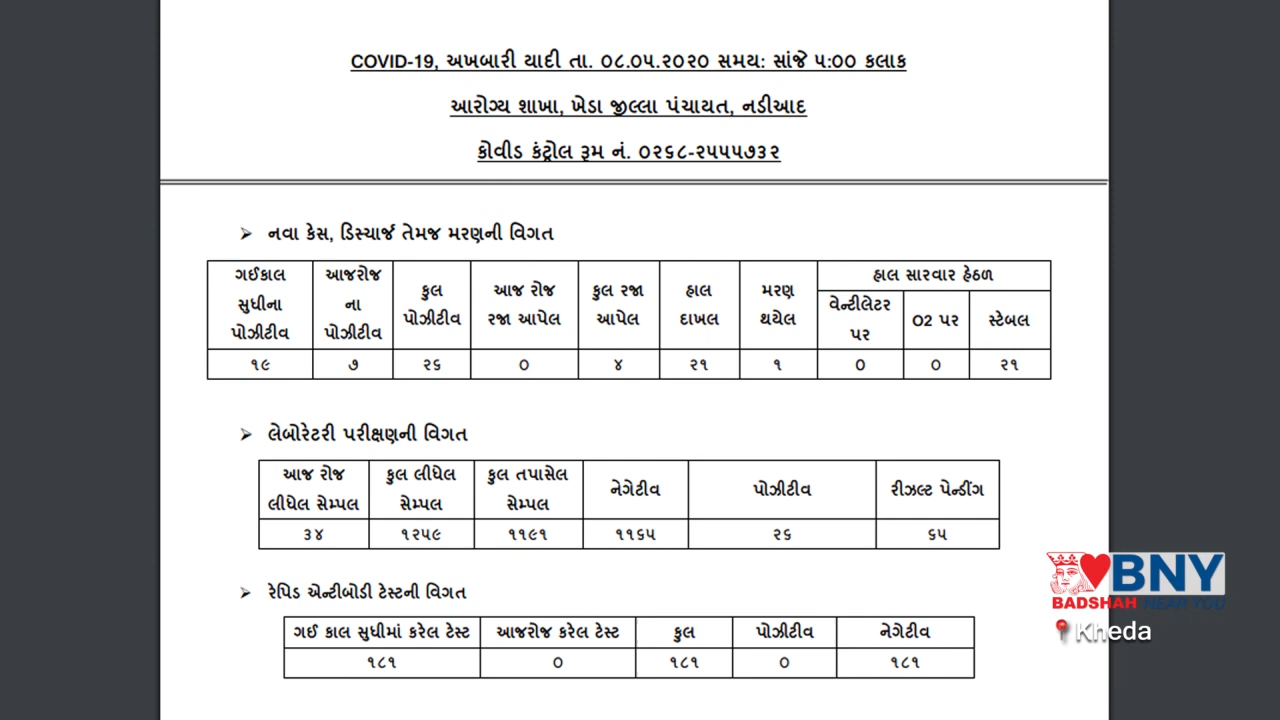 COVID-19, અખબારી યાદી તા. ૦૮.૦૫.૨૦૨૦ સમય: સાંજે ૫:૦૦ કલાક
આરોગ્ય શાખા, ખેડા જીલ્લા પંચાયત, નડીઆદ
કોવીડ કંટ્રોલ રૂમ નં. ૦૨૬૮-૨૫૫૫૭૩૨
➢ નવા કેસ, ડિસ્ચાર્જ તેમજ મરણની વિગત
ગઈકાલ સુધીના પોઝીટીવ આજરોજ ના પોઝીટીવ કુલ પોઝીટીવ આજ રોજ રજા આપેલ કુલ રજા આપેલ હાલ દાખલ મરણ થયેલ હાલ સારવાર હેઠળ
વેન્ટીલેટર પર O2 પર સ્ટેબલ
૧૯ ૭ ૨૬ ૦ ૪ ૨૧ ૧ ૦ ૦ ૨૧
➢ લેબોરેટરી પરીક્ષણની વિગત
આજ રોજ લીધેલ સેમ્પલ કુલ લીધેલ સેમ્પલ કુલ તપાસેલ સેમ્પલ નેગેટીવ પોઝીટીવ રીઝલ્ટ પેન્ડીંગ
૩૪ ૧૨૫૯ ૧૧૯૧ ૧૧૬૫ ૨૬ ૬૫
➢ રેપિડ એન્ટીબોડી ટેસ્ટની વિગત
ગઈ કાલ સુધીમાં કરેલ ટેસ્ટ આજરોજ કરેલ ટેસ્ટ કુલ પોઝીટીવ નેગેટીવ
૧૮૧ ૦ ૧૮૧ ૦ ૧૮૧
BNY
BADSHAH NEAR YOU
Kheda